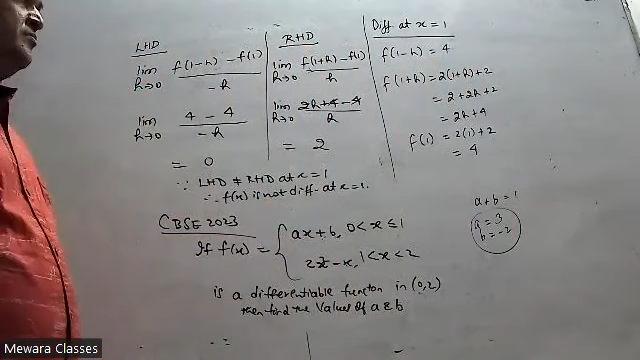 LHD
lim h→0 f(1-h) - f(1) / -h
lim h→0 4 - 4 / -h
= 0
RHD
lim h→0 f(1+h) - f(1) / h
lim h→0 2h+4-4 / h
= 2
Diff at x = 1
f(1-h) = 4
f(1+h) = 2(1+h)+2
= 2+2h+2
= 2h+4
f(1) = 2(1)+2
= 4
∵ LHD ≠ RHD at x = 1
∴ f(x) is not diff. at x = 1.
CBSE 2023
If f(x) = { ax+b, 0<x≤1
2x²-x, 1<x<2
is a differentiable functon in (0,2)
then find the values of a & b
a+b = 1
a = 3
b = -2
Mewara Classes